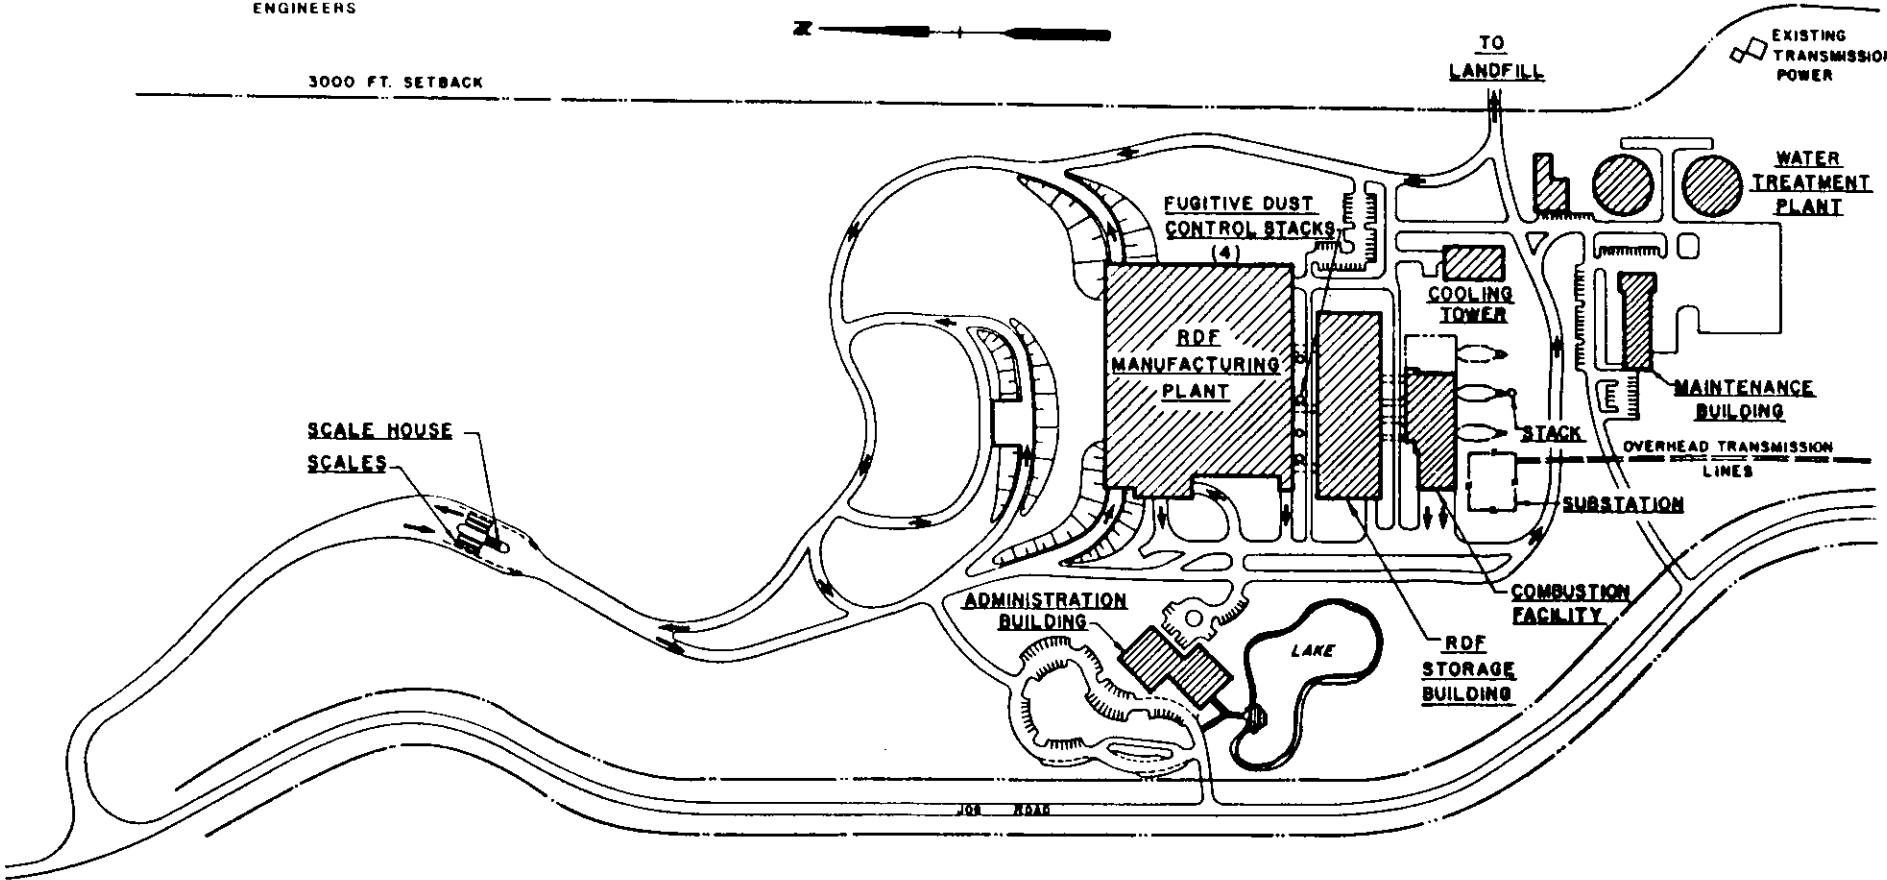 ENGINEERS
N
3000 FT. SETBACK
TO
LANDFILL
EXISTING
TRANSMISSION
POWER
WATER
TREATMENT
PLANT
FUGITIVE DUST
CONTROL STACKS
(4)
COOLING
TOWER
RDF
MANUFACTURING
PLANT
MAINTENANCE
BUILDING
SCALE HOUSE
SCALES
STACK
OVERHEAD TRANSMISSION
LINES
SUBSTATION
ADMINISTRATION
BUILDING
COMBUSTION
FACILITY
LAKE
RDF
STORAGE
BUILDING
JOG ROAD